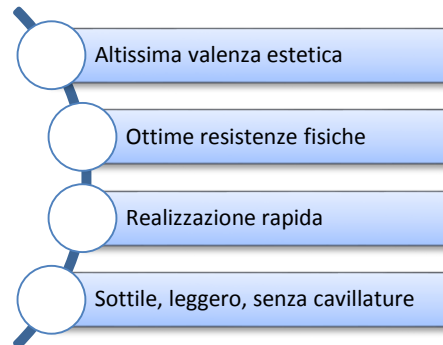 Altissima valenza estetica
Ottime resistenze fisiche
Realizzazione rapida
Sottile, leggero, senza cavillature